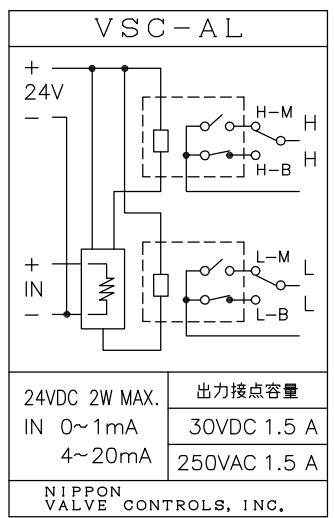 VSC-AL
+
24V
−
H-M
H
H
H-B
+
IN
−
L-M
L
L
L-B
24VDC 2W MAX.
IN 0~1mA
4~20mA
出力接点容量
30VDC 1.5 A
250VAC 1.5 A
NIPPON
VALVE CONTROLS, INC.